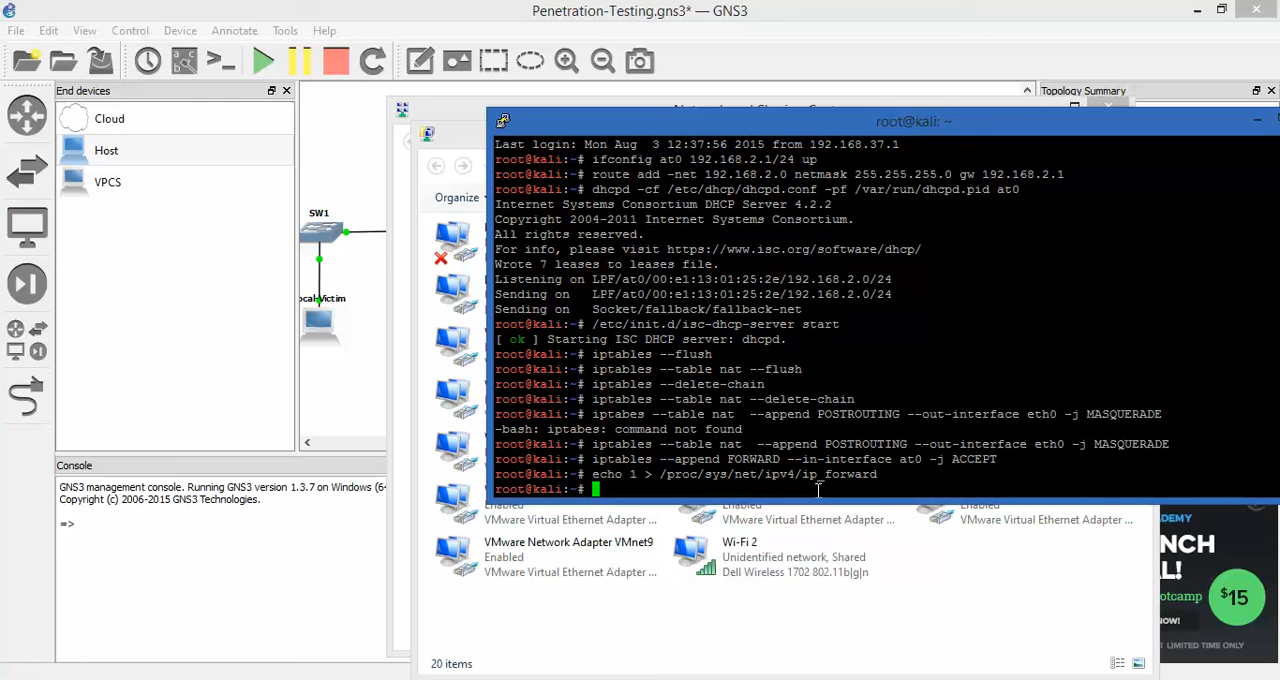 Penetration-Testing.gns3* — GNS3
File Edit View Control Device Annotate Tools Help
End devices
Topology Summary
Cloud
Host
VPCS
SW1
ocal-Victim
Organize
root@kali: ~
Last login: Mon Aug  3 12:37:56 2015 from 192.168.37.1
root@kali:~# ifconfig at0 192.168.2.1/24 up
root@kali:~# route add -net 192.168.2.0 netmask 255.255.255.0 gw 192.168.2.1
root@kali:~# dhcpd -cf /etc/dhcp/dhcpd.conf -pf /var/run/dhcpd.pid at0
Internet Systems Consortium DHCP Server 4.2.2
Copyright 2004-2011 Internet Systems Consortium.
All rights reserved.
For info, please visit https://www.isc.org/software/dhcp/
Wrote 7 leases to leases file.
Listening on LPF/at0/00:e1:13:01:25:2e/192.168.2.0/24
Sending on   LPF/at0/00:e1:13:01:25:2e/192.168.2.0/24
Sending on   Socket/fallback/fallback-net
root@kali:~# /etc/init.d/isc-dhcp-server start
[ ok ] Starting ISC DHCP server: dhcpd.
root@kali:~# iptables --flush
root@kali:~# iptables --table nat --flush
root@kali:~# iptables --delete-chain
root@kali:~# iptables --table nat --delete-chain
root@kali:~# iptabes --table nat  --append POSTROUTING --out-interface eth0 -j MASQUERADE
-bash: iptabes: command not found
root@kali:~# iptables --table nat  --append POSTROUTING --out-interface eth0 -j MASQUERADE
root@kali:~# iptables --append FORWARD --in-interface at0 -j ACCEPT
root@kali:~# echo 1 > /proc/sys/net/ipv4/ip_forward
root@kali:~#
Console
GNS3 management console. Running GNS3 version 1.3.7 on Windows (64
Copyright (c) 2006-2015 GNS3 Technologies.
=>
Enabled Enabled Enabled
VMware Virtual Ethernet Adapter ... VMware Virtual Ethernet Adapter ... VMware Virtual Ethernet Adapter ...
VMware Network Adapter VMnet9 Wi-Fi 2
Enabled Unidentified network, Shared
VMware Virtual Ethernet Adapter ... Dell Wireless 1702 802.11b|g|n
20 items
ADEMY
NCH
AL!
otcamp $15
NOW!
LIMITED TIME ONLY